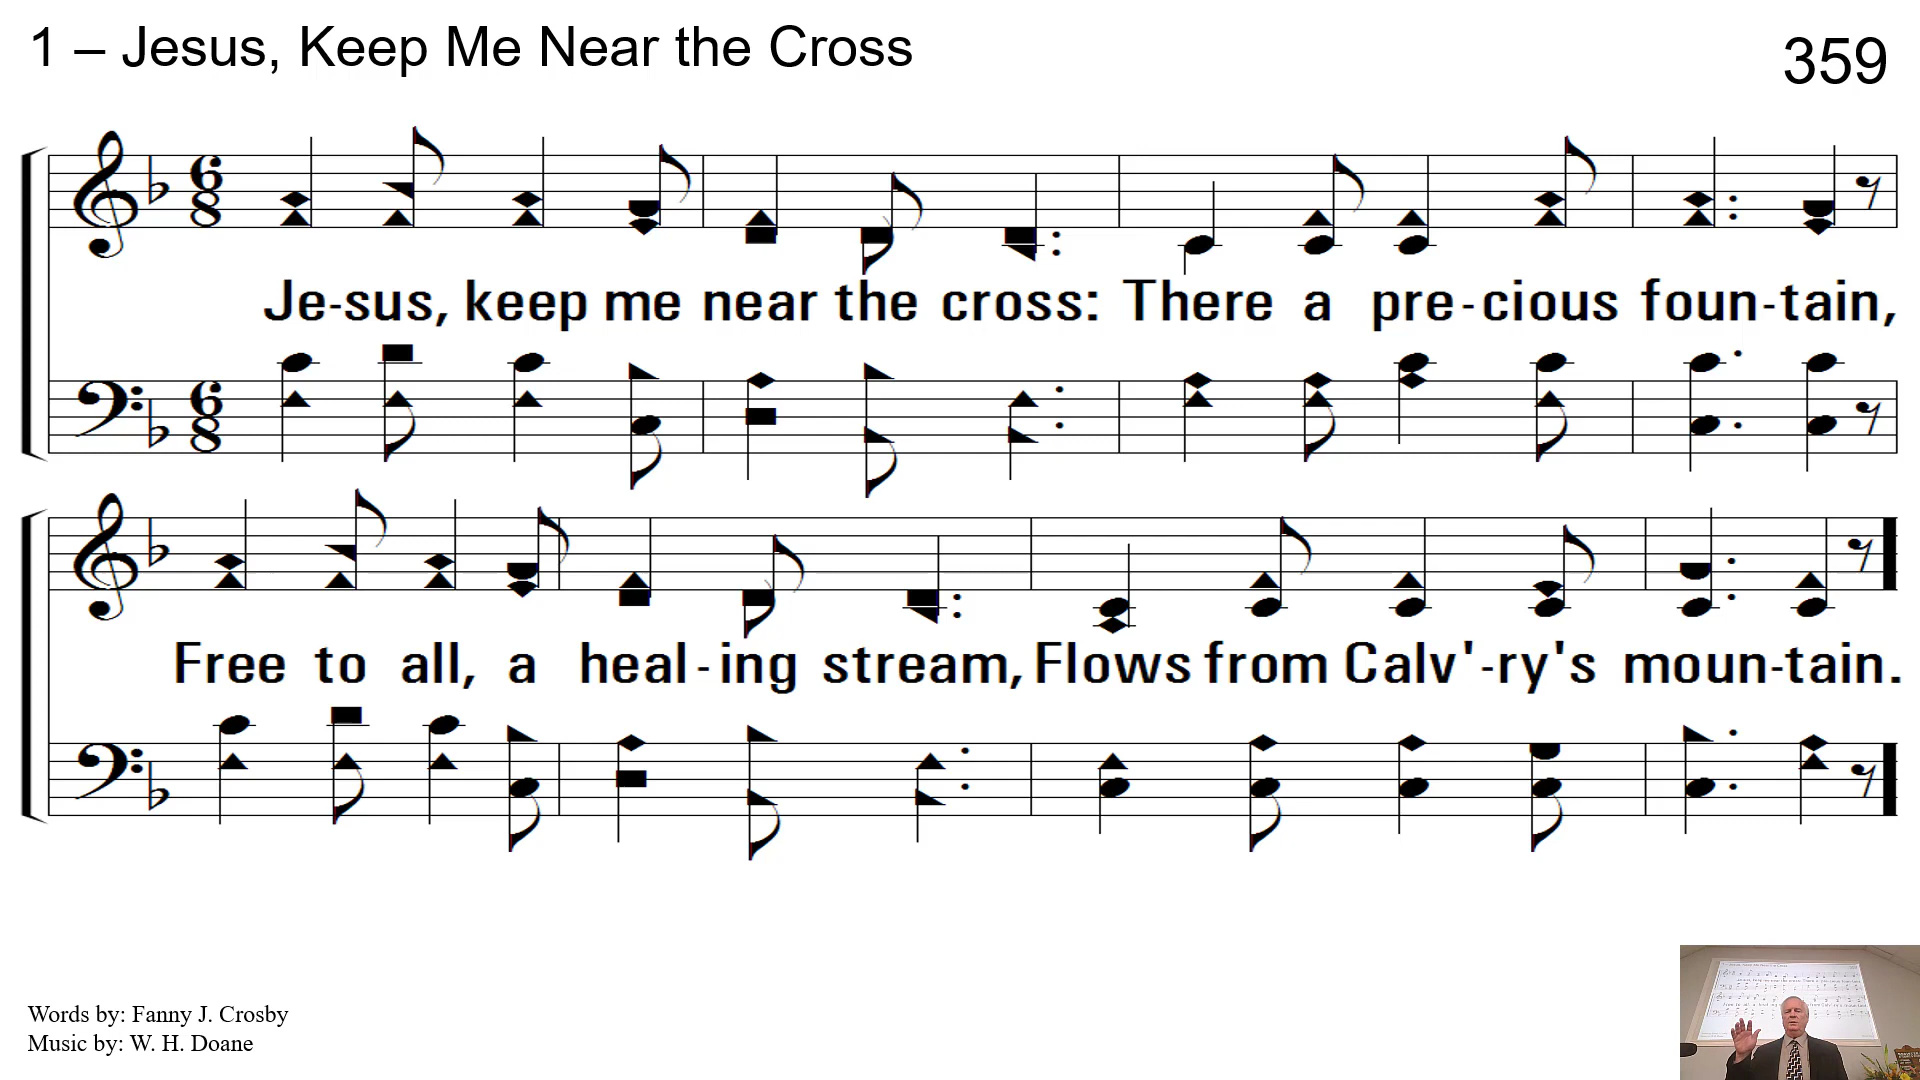 1 – Jesus, Keep Me Near the Cross
359
Je-sus, keep me near the cross: There a pre-cious foun-tain,
Free to all, a heal-ing stream, Flows from Calv'-ry's moun-tain.
Words by: Fanny J. Crosby
Music by: W. H. Doane